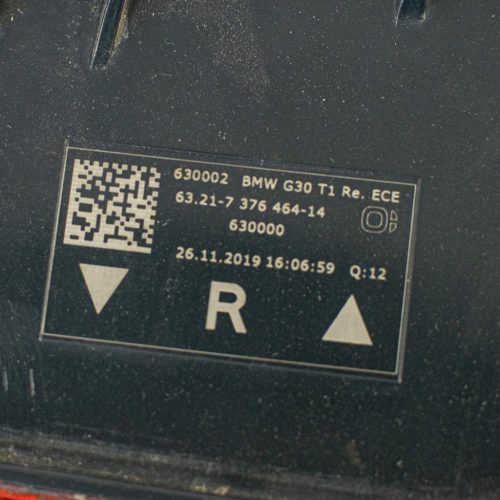 630002 BMW G30 T1 Re. ECE
63.21-7 376 464-14
630000
26.11.2019 16:06:59 Q:12
R